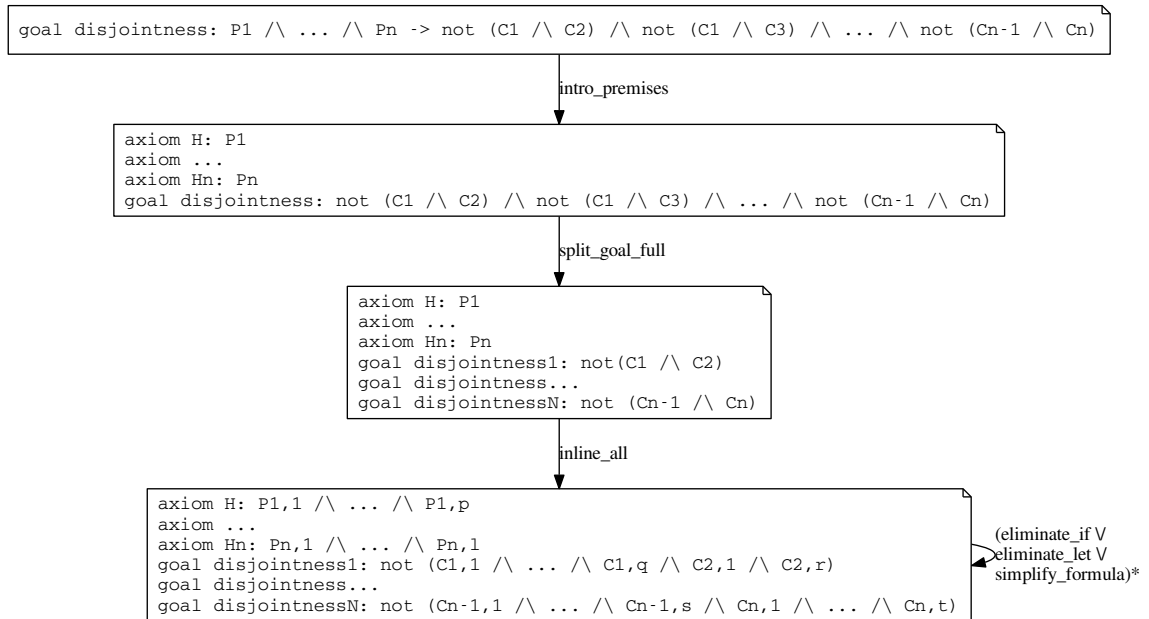 goal disjointness: P1 /\ ... /\ Pn -> not (C1 /\ C2) /\ not (C1 /\ C3) /\ ... /\ not (Cn-1 /\ Cn)
intro_premises
axiom H: P1
axiom ...
axiom Hn: Pn
goal disjointness: not (C1 /\ C2) /\ not (C1 /\ C3) /\ ... /\ not (Cn-1 /\ Cn)
split_goal_full
axiom H: P1
axiom ...
axiom Hn: Pn
goal disjointness1: not(C1 /\ C2)
goal disjointness...
goal disjointnessN: not (Cn-1 /\ Cn)
inline_all
axiom H: P1,1 /\ ... /\ P1,p
axiom ...
axiom Hn: Pn,1 /\ ... /\ Pn,l
goal disjointness1: not (C1,1 /\ ... /\ C1,q /\ C2,1 /\ C2,r)
goal disjointness...
goal disjointnessN: not (Cn-1,1 /\ ... /\ Cn-1,s /\ Cn,1 /\ ... /\ Cn,t)
(eliminate_if \/
eliminate_let \/
simplify_formula)*